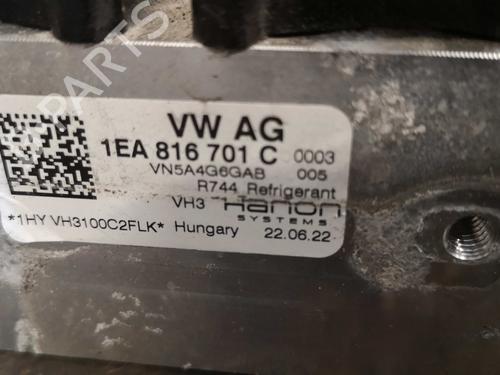 VW AG
1EA 816 701 C 0003
VN5A4G6GAB 005
R744 Refrigerant
VH3 Hanon
SYSTEMS
*1HY VH3100C2FLK* Hungary 22.06.22